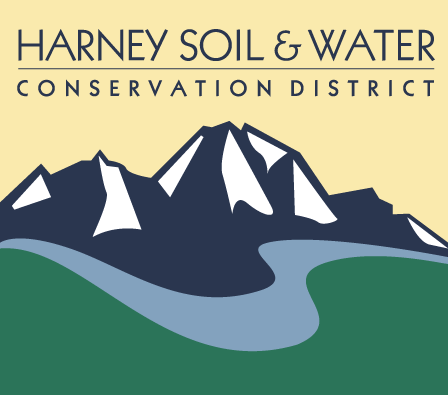 HARNEY SOIL & WATER
CONSERVATION DISTRICT